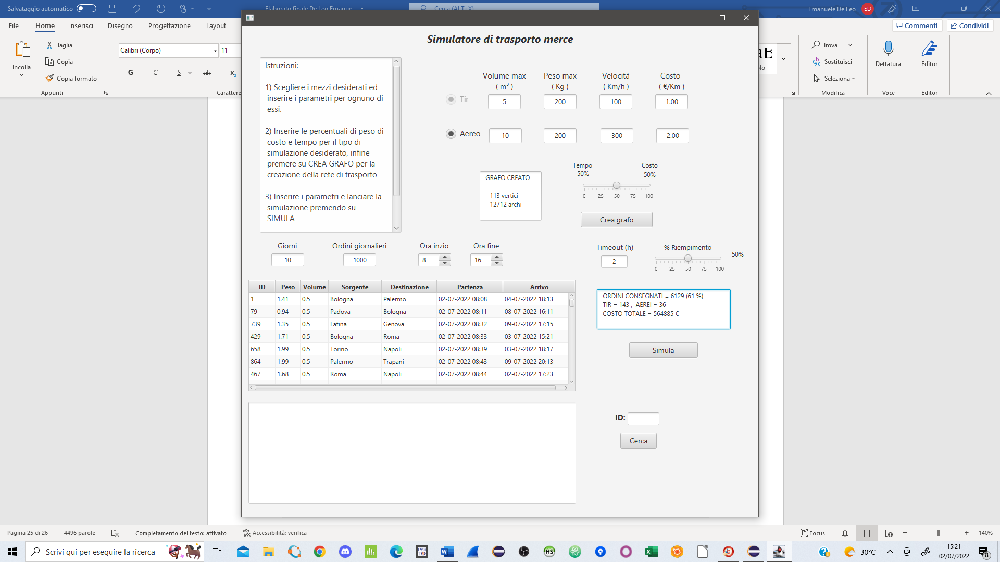 Salvataggio automatico
Elaborato finale De Leo Emanue...
Cerca (ALT+X)
Emanuele De Leo
ED
File
Home
Inserisci
Disegno
Progettazione
Layout
Commenti
Condividi
Incolla
Taglia
Copia
Copia formato
Appunti
Calibri (Corpo)
11
G C S ab x₂
Carattere
Trova
Sostituisci
Seleziona
Modifica
Dettatura
Voce
Editor
Editor
Simulatore di trasporto merce
Istruzioni:
1) Scegliere i mezzi desiderati ed
inserire i parametri per ognuno di
essi.
2) Inserire le percentuali di peso di
costo e tempo per il tipo di
simulazione desiderato, infine
premere su CREA GRAFO per la
creazione della rete di trasporto
3) Inserire i parametri e lanciare la
simulazione premendo su
SIMULA
Volume max Peso max Velocità Costo
( m³ ) ( Kg ) ( Km/h ) ( €/Km )
Tir 5 200 100 1.00
Aereo 10 200 300 2.00
GRAFO CREATO
- 113 vertici
- 12712 archi
Tempo Costo
50% 50%
0 25 50 75 100
Crea grafo
Giorni Ordini giornalieri Ora inzio Ora fine
10 1000 8 16
Timeout (h) % Riempimento
2 50%
0 25 50 75 100
ID Peso Volume Sorgente Destinazione Partenza Arrivo
1 1.41 0.5 Bologna Palermo 02-07-2022 08:08 04-07-2022 18:13
79 0.94 0.5 Padova Bologna 02-07-2022 08:11 08-07-2022 16:11
739 1.35 0.5 Latina Genova 02-07-2022 08:32 09-07-2022 17:15
429 1.71 0.5 Bologna Roma 02-07-2022 08:33 03-07-2022 15:21
658 1.99 0.5 Torino Napoli 02-07-2022 08:39 03-07-2022 18:17
864 1.99 0.5 Palermo Trapani 02-07-2022 08:43 09-07-2022 20:13
467 1.68 0.5 Roma Napoli 02-07-2022 08:44 02-07-2022 17:23
ORDINI CONSEGNATI = 6129 (61 %)
TIR = 143 , AEREI = 36
COSTO TOTALE = 564885 €
Simula
ID:
Cerca
Pagina 25 di 26
4496 parole
Completamento del testo: attivato
Accessibilità: verifica
Focus
140%
Scrivi qui per eseguire la ricerca
Poli
TO
HS
30°C
15:21
02/07/2022
8